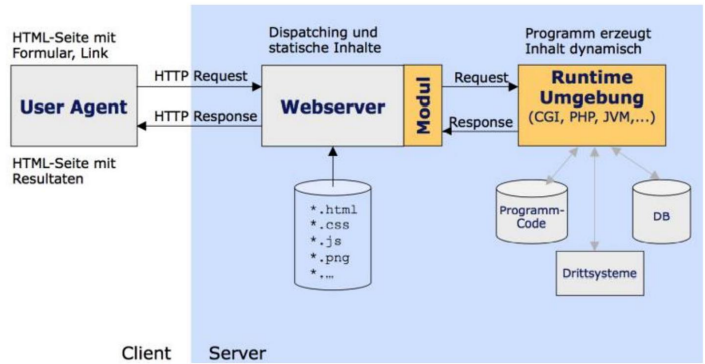 HTML-Seite mit
Formular, Link
User Agent
HTML-Seite mit
Resultaten
HTTP Request
HTTP Response
Dispatching und
statische Inhalte
Webserver
Modul
*.html
*.css
*.js
*.png
*.…
Request
Response
Programm erzeugt
Inhalt dynamisch
Runtime
Umgebung
(CGI, PHP, JVM,...)
Programm-
Code
DB
Drittsysteme
Client
Server